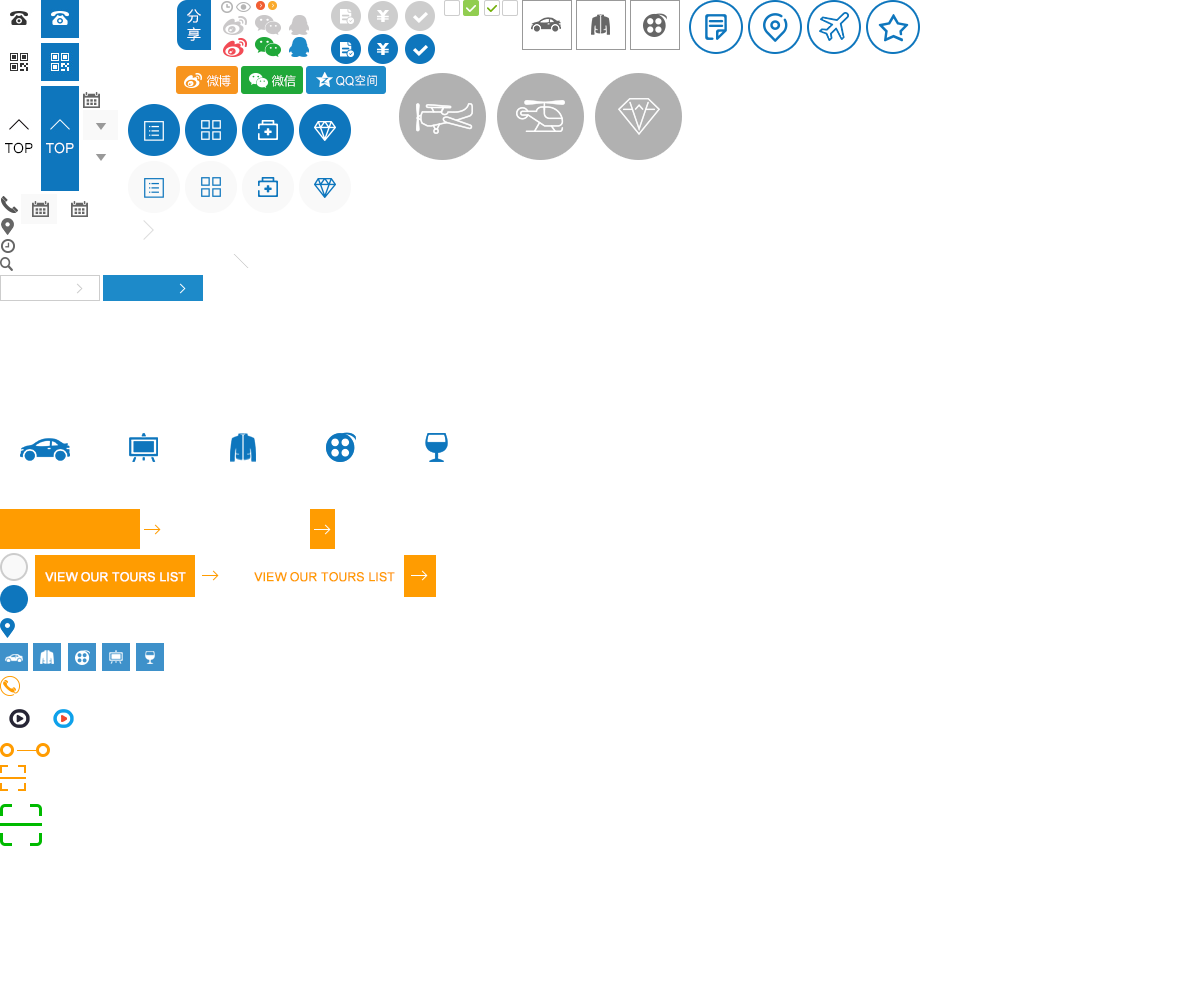 分
享
微博 微信 QQ空间
TOP TOP
VIEW OUR TOURS LIST VIEW OUR TOURS LIST